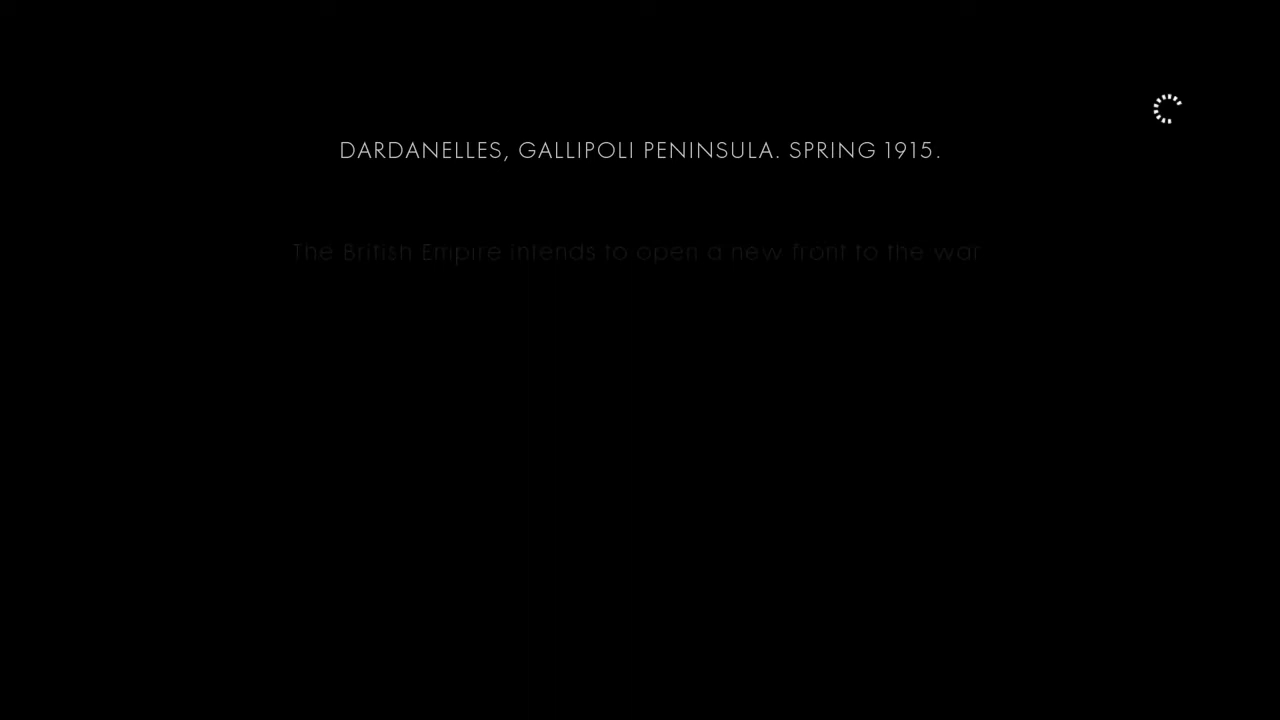 DARDANELLES, GALLIPOLI PENINSULA. SPRING 1915.
The British Empire intends to open a new front to the war